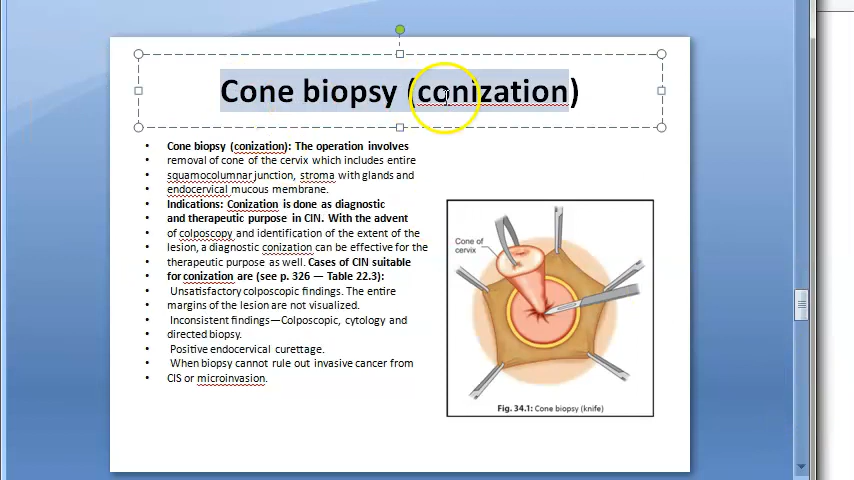 Cone biopsy (conization)
Cone biopsy (conization): The operation involves
removal of cone of the cervix which includes entire
squamocolumnar junction, stroma with glands and
endocervical mucous membrane.
Indications: Conization is done as diagnostic
and therapeutic purpose in CIN. With the advent
of colposcopy and identification of the extent of the
lesion, a diagnostic conization can be effective for the
therapeutic purpose as well. Cases of CIN suitable
for conization are (see p. 326 — Table 22.3):
Unsatisfactory colposcopic findings. The entire
margins of the lesion are not visualized.
Inconsistent findings—Colposcopic, cytology and
directed biopsy.
Positive endocervical curettage.
When biopsy cannot rule out invasive cancer from
CIS or microinvasion.
Cone of
cervix
Fig. 34.1: Cone biopsy (knife)